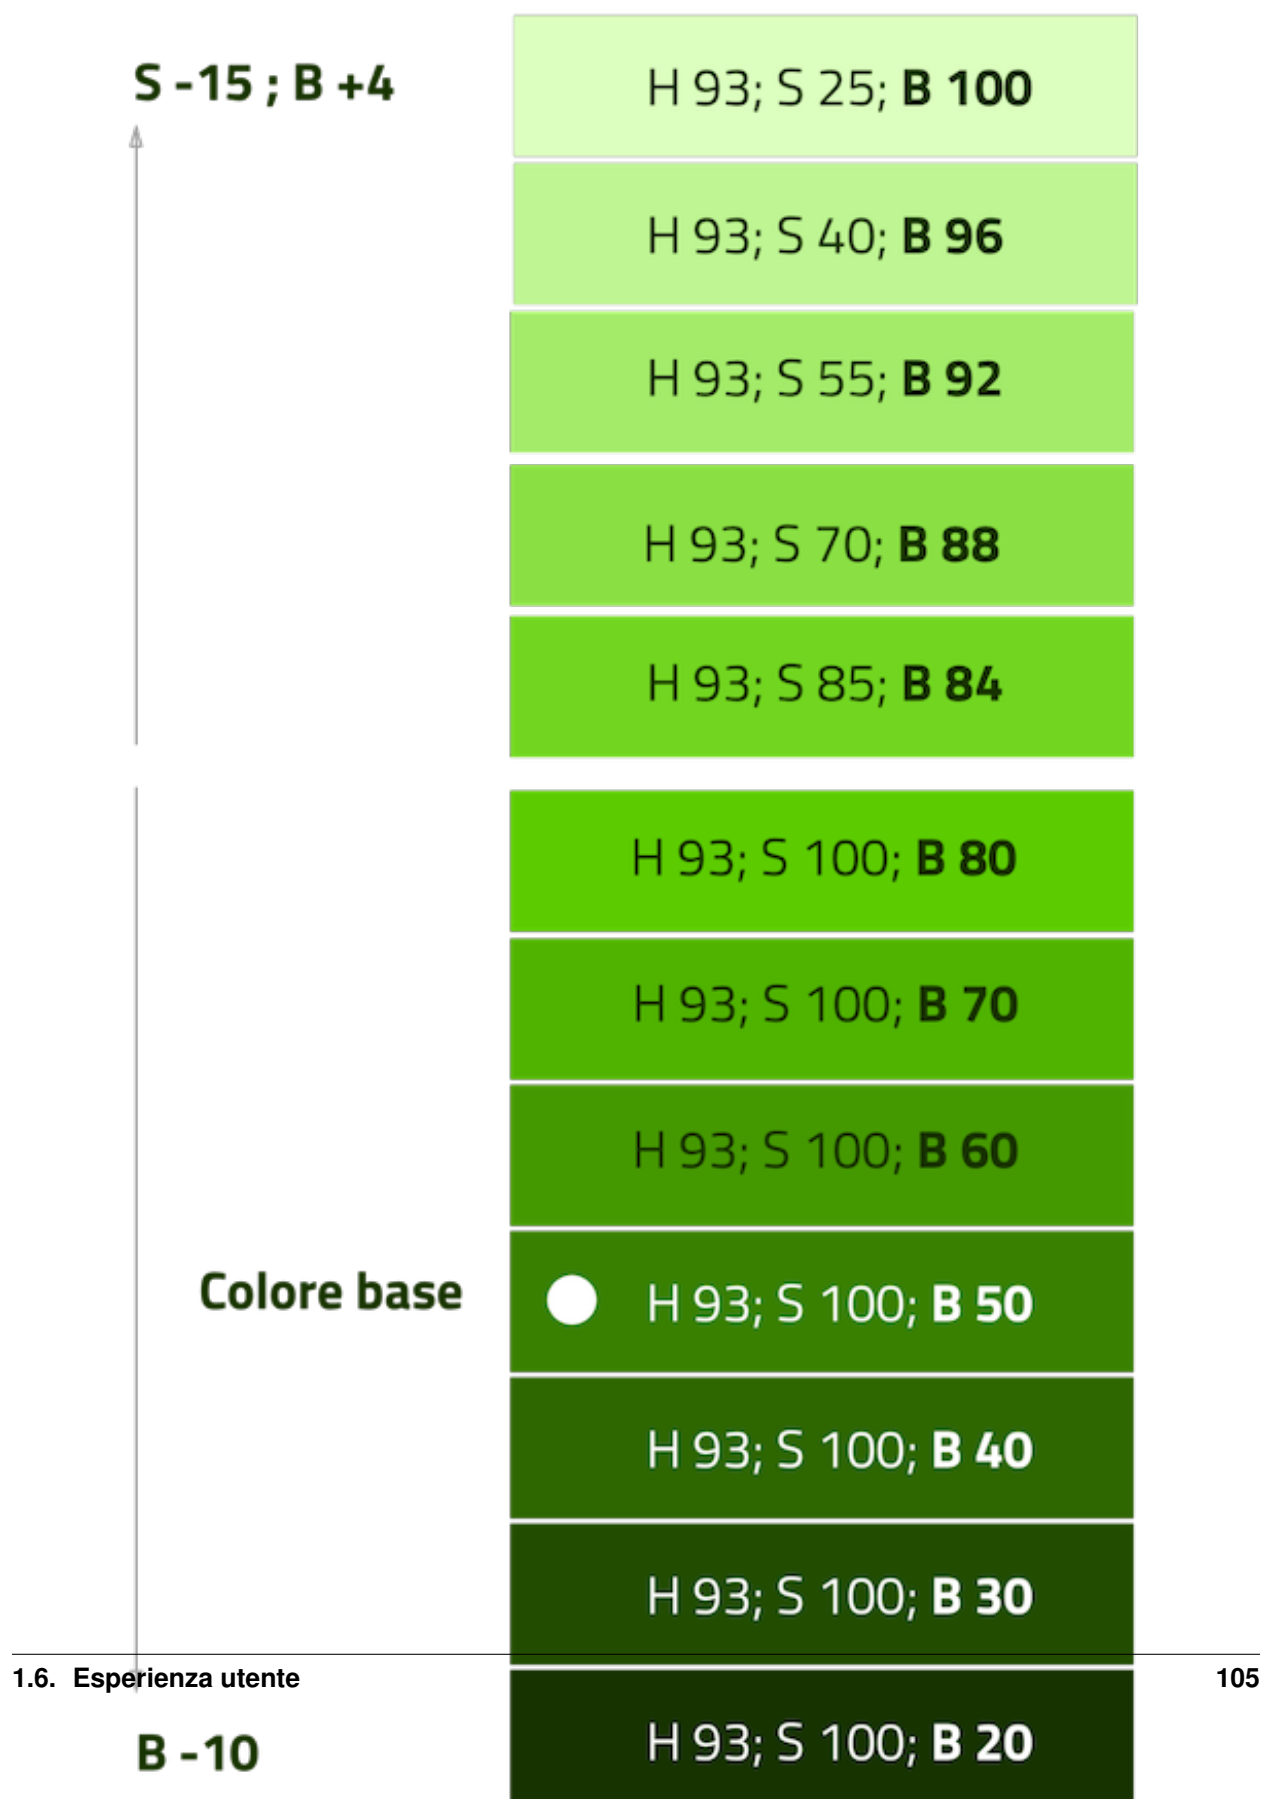 S -15 ; B +4
H 93; S 25; B 100
H 93; S 40; B 96
H 93; S 55; B 92
H 93; S 70; B 88
H 93; S 85; B 84
H 93; S 100; B 80
H 93; S 100; B 70
H 93; S 100; B 60
Colore base
H 93; S 100; B 50
H 93; S 100; B 40
H 93; S 100; B 30
1.6. Esperienza utente
105
B -10
H 93; S 100; B 20